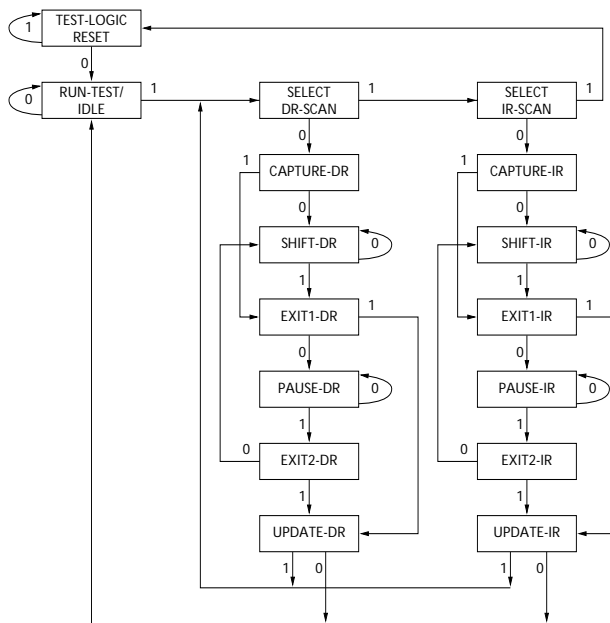 1
TEST-LOGIC
RESET
0
0
RUN-TEST/
IDLE
1
SELECT
DR-SCAN
1
SELECT
IR-SCAN
1
0
0
1
CAPTURE-DR
1
CAPTURE-IR
0
0
SHIFT-DR
0
SHIFT-IR
0
1
1
EXIT1-DR
1
EXIT1-IR
1
0
0
PAUSE-DR
0
PAUSE-IR
0
1
1
0
EXIT2-DR
0
EXIT2-IR
1
1
UPDATE-DR
UPDATE-IR
1
0
1
0